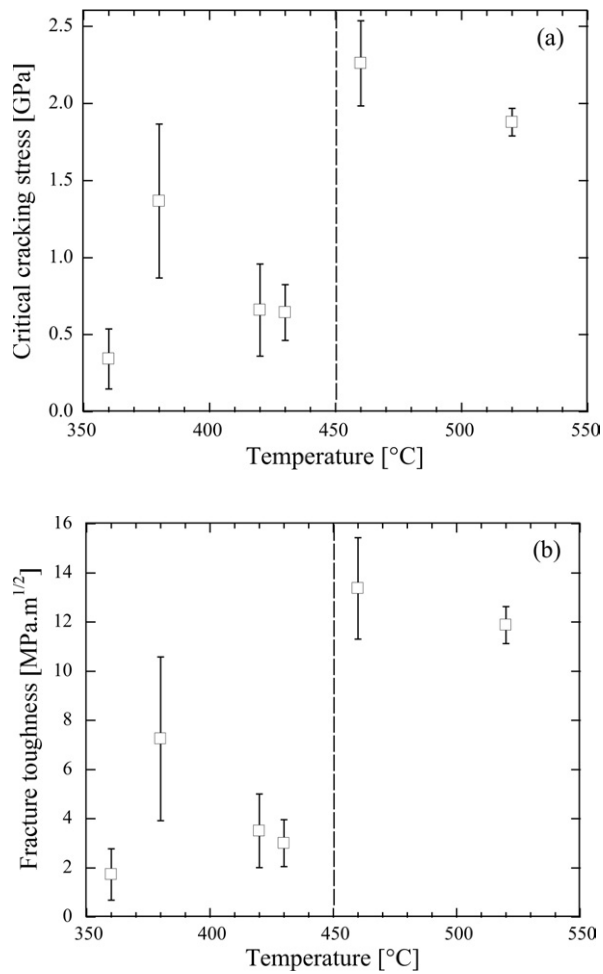 (a)
Critical cracking stress [GPa]
2.5
2.0
1.5
1.0
0.5
0.0
350 400 450 500 550
Temperature [°C]
(b)
Fracture toughness [MPa.m^1/2]
16
14
12
10
8
6
4
2
0
350 400 450 500 550
Temperature [°C]